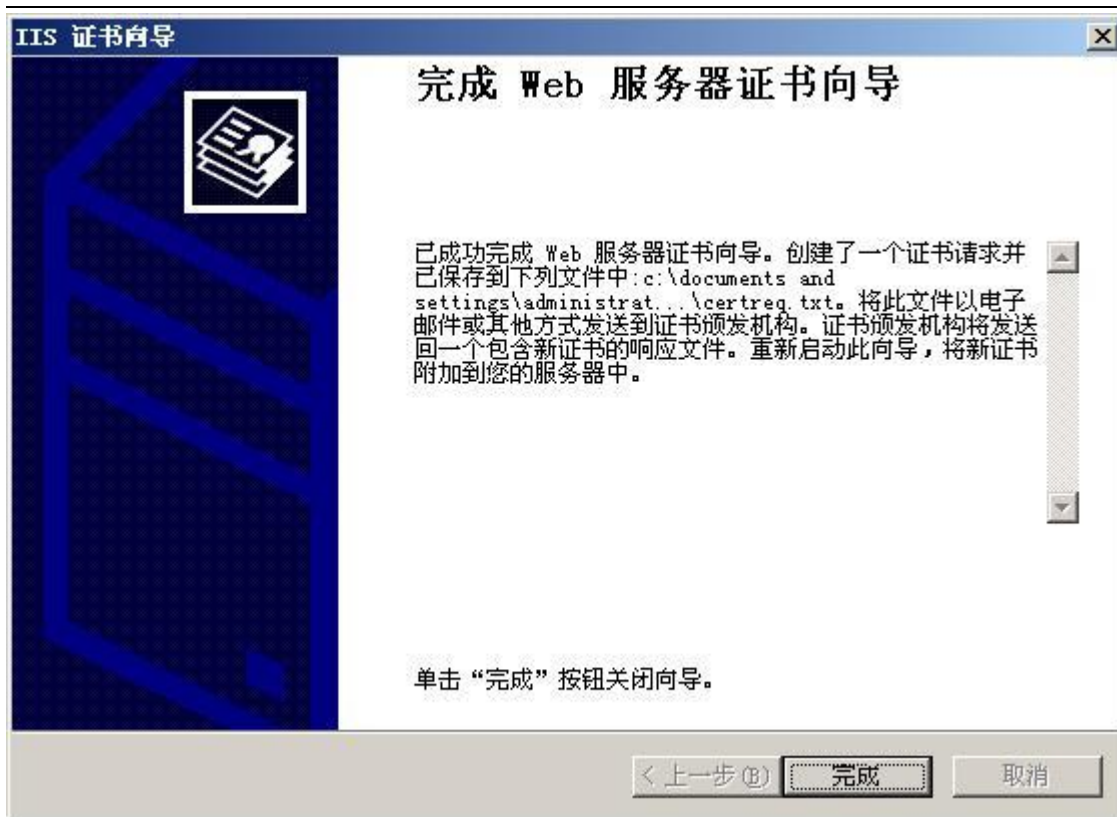 IIS 证书向导
完成 Web 服务器证书向导
已成功完成 Web 服务器证书向导。创建了一个证书请求并
已保存到下列文件中:c:\documents and
settings\administrat...\certreq.txt。将此文件以电子
邮件或其他方式发送到证书颁发机构。证书颁发机构将发送
回一个包含新证书的响应文件。重新启动此向导，将新证书
附加到您的服务器中。
单击“完成”按钮关闭向导。
< 上一步(B) 完成 取消